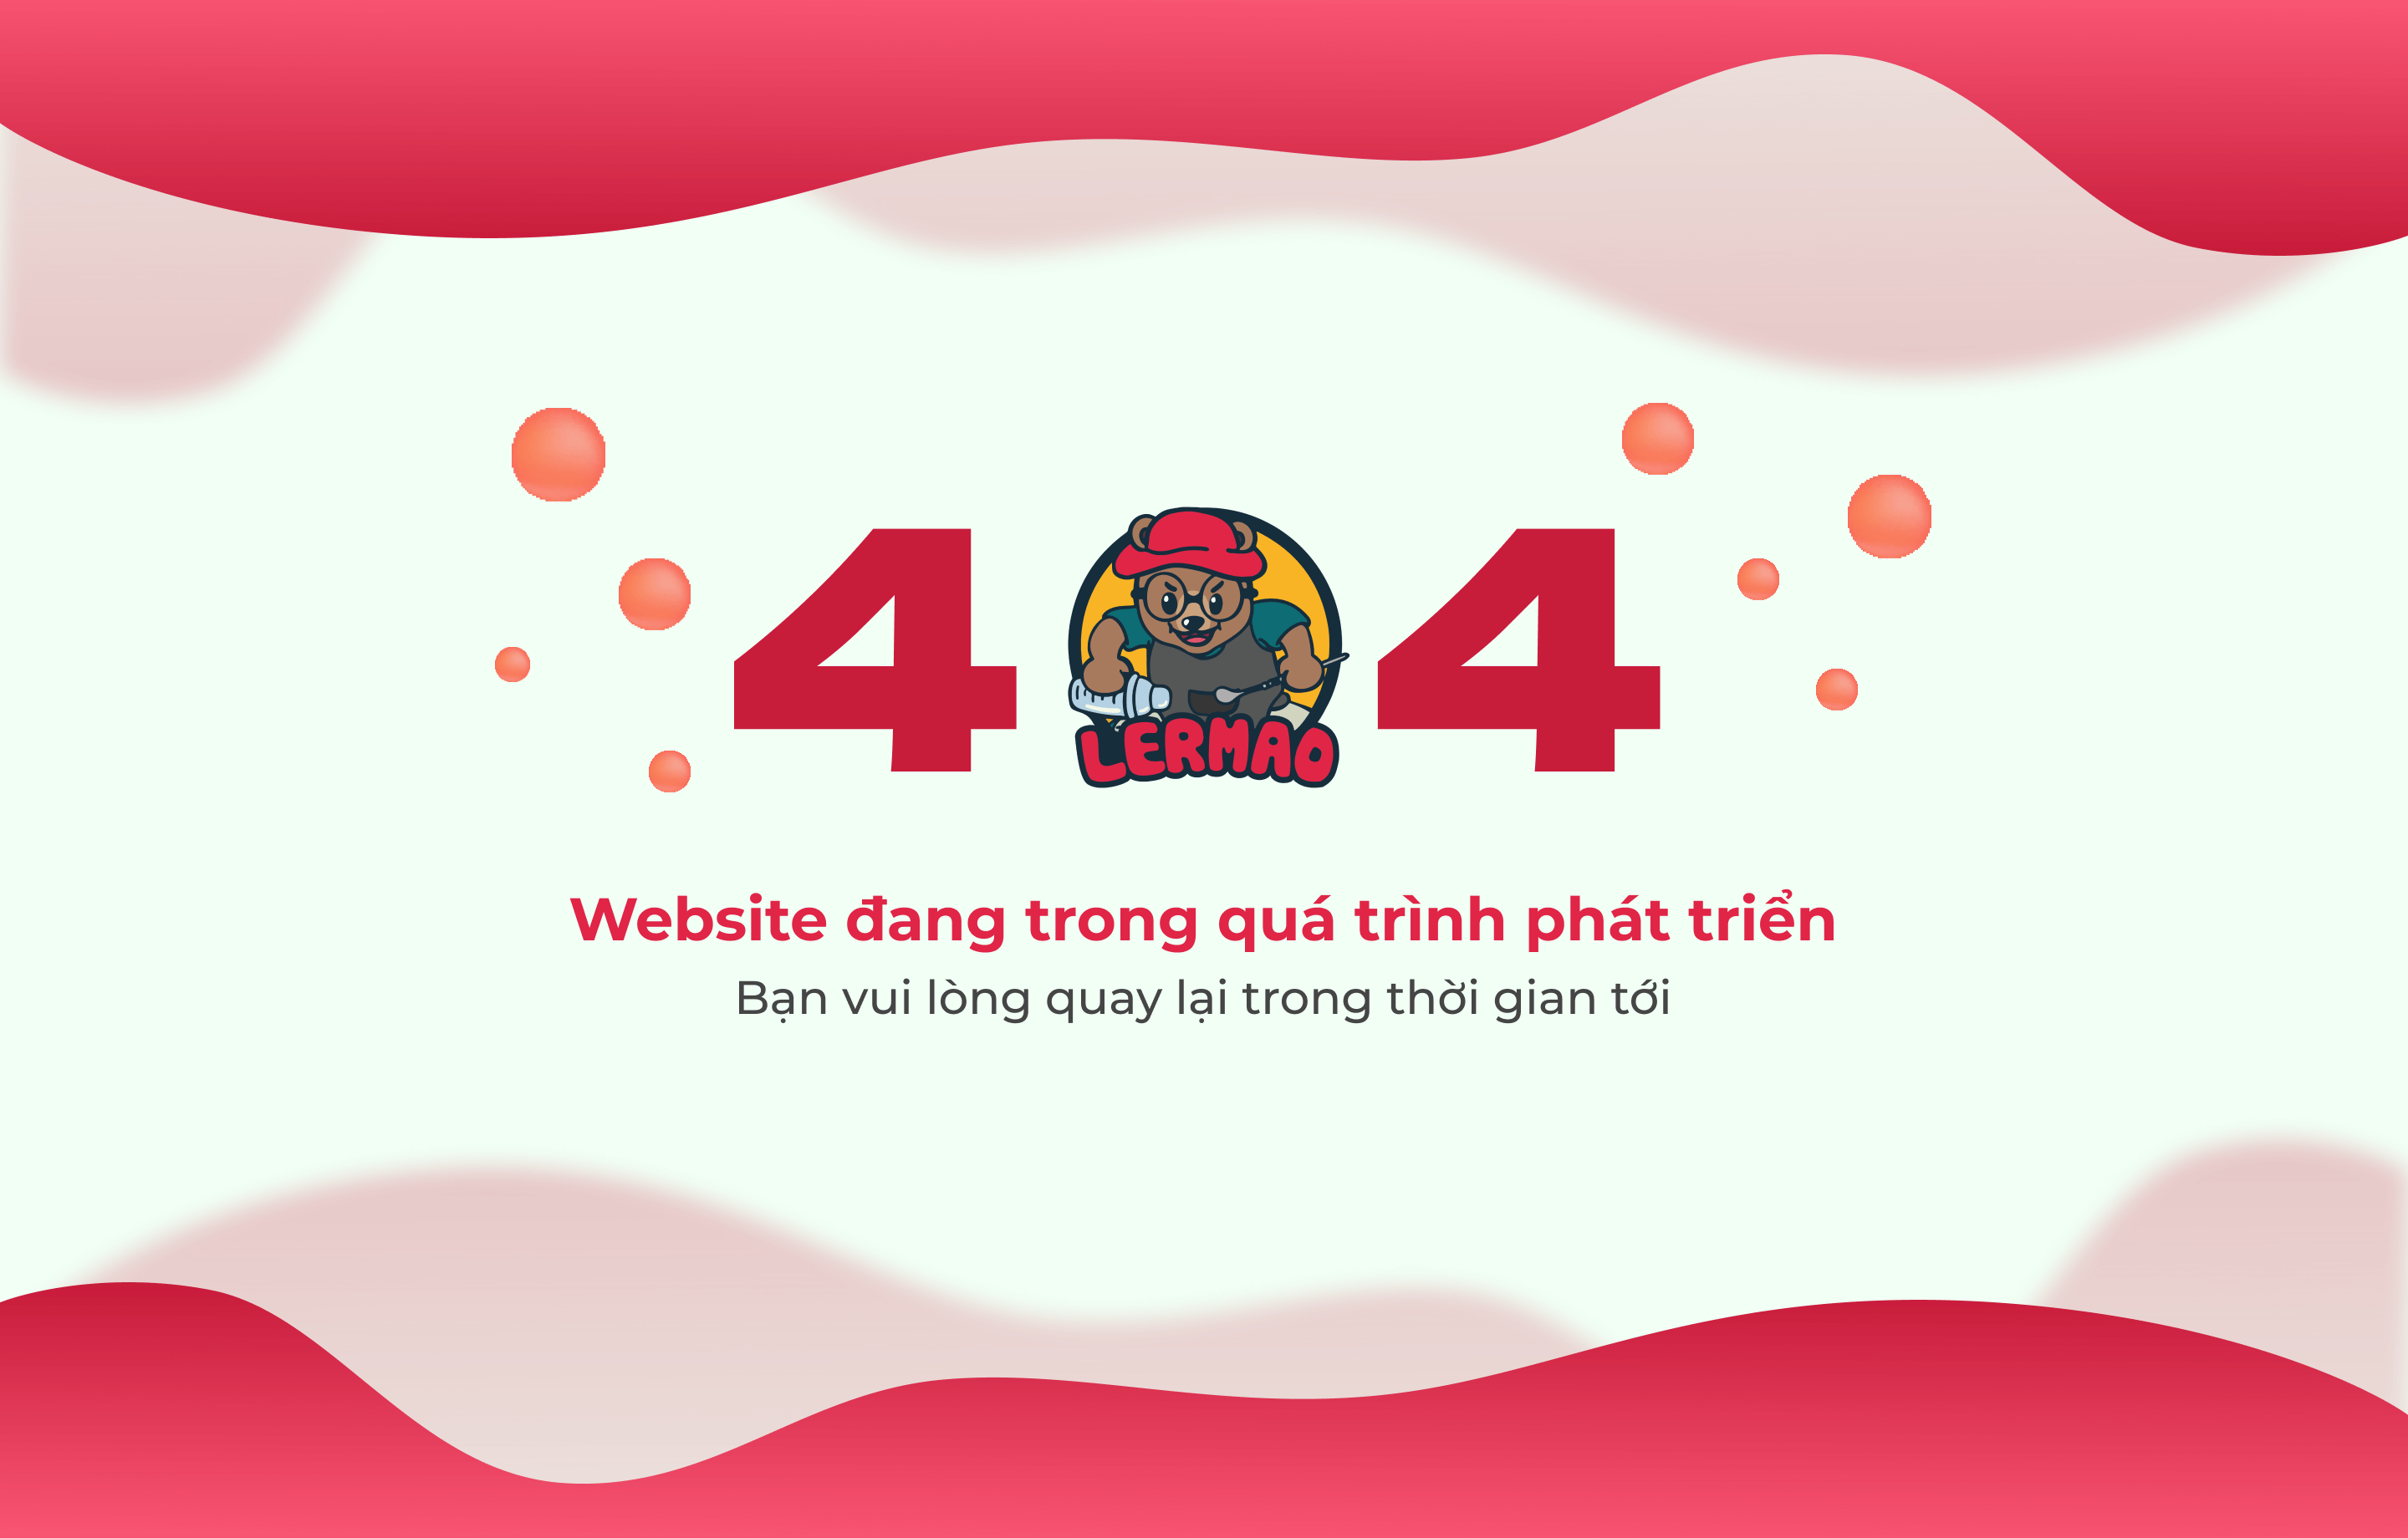 4 4
LERMAO
Website đang trong quá trình phát triển
Bạn vui lòng quay lại trong thời gian tới